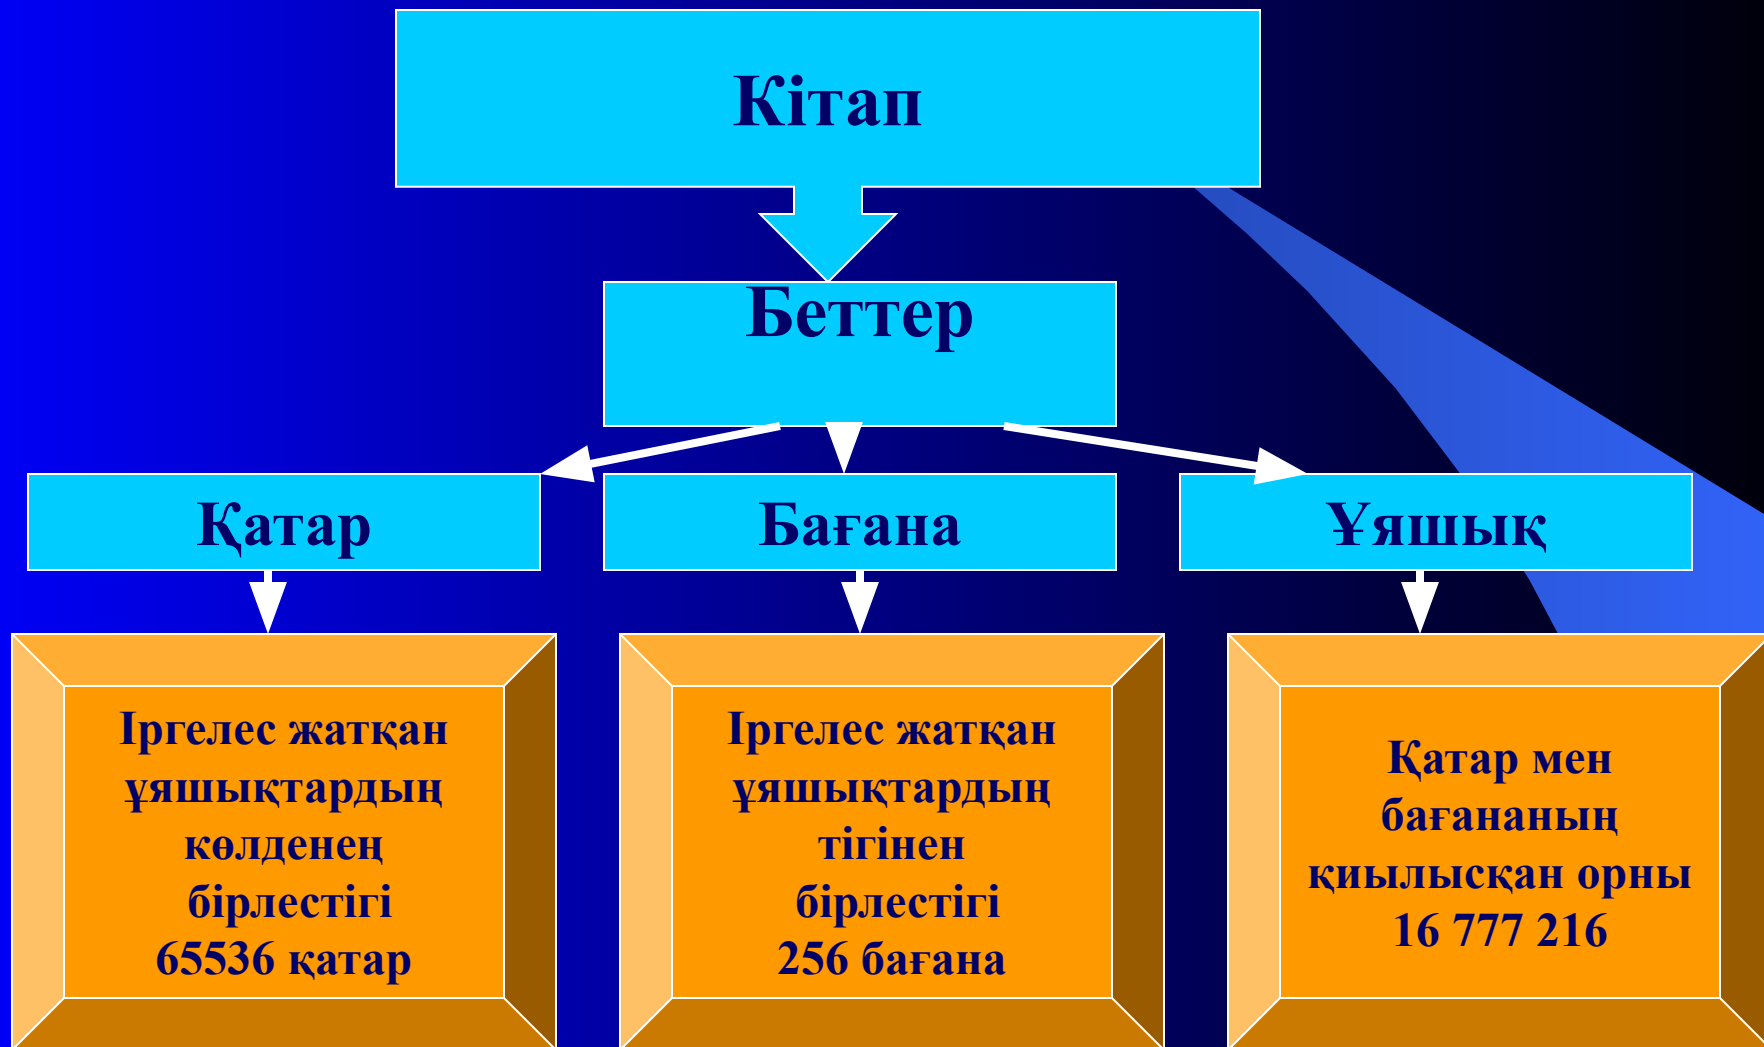 Кітап
Беттер
Қатар
Бағана
Ұяшық
Іргелес жатқан
ұяшықтардың
көлденең
бірлестігі
65536 қатар
Іргелес жатқан
ұяшықтардың
тігінен
бірлестігі
256 бағана
Қатар мен
бағананың
қиылысқан орны
16 777 216